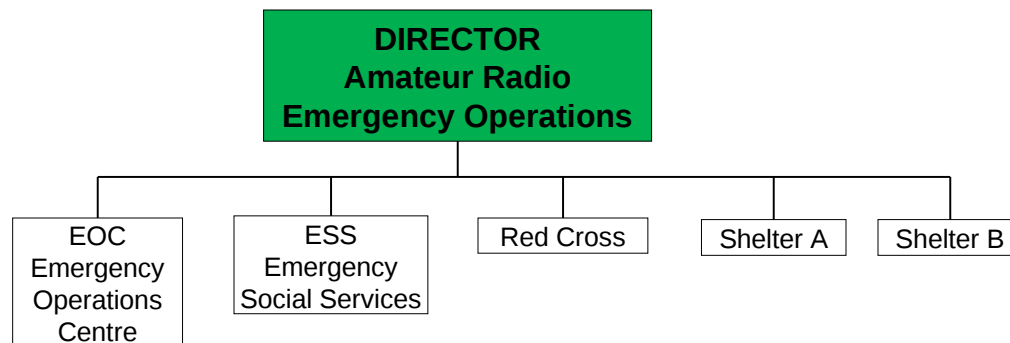 DIRECTOR
Amateur Radio
Emergency Operations
EOC
Emergency
Operations
Centre
ESS
Emergency
Social Services
Red Cross
Shelter A
Shelter B